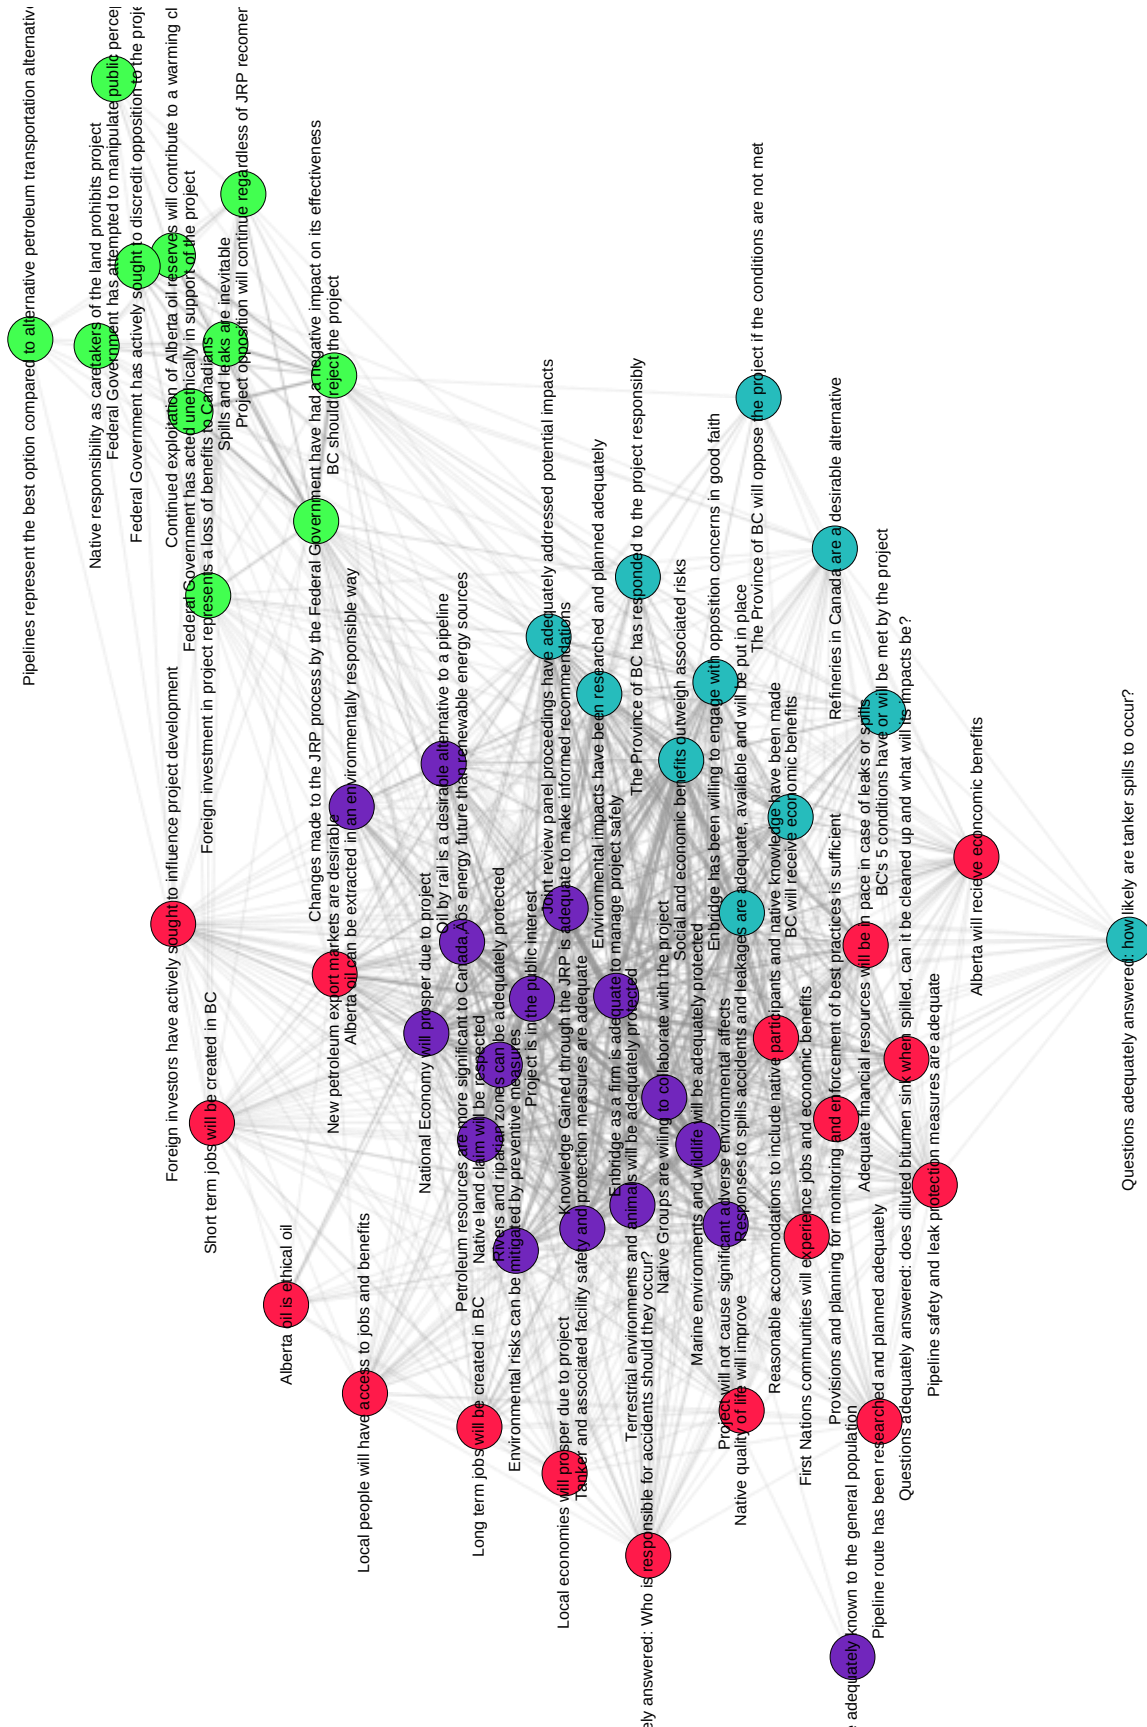 Pipelines represent the best option compared to alternative petroleum transportation alternativ
Native responsibility as caretakers of the land prohibits project
Federal Government has attempted to manipulate public percep
Federal Government has actively sought to discredit opposition to the proje
Continued exploitation of Alberta oil reserves will contribute to a warming cl
Federal Government has acted unethically in support of the project
Foreign investment in project represents a loss of benefits to Canadians
Spills and leaks are inevitable
Project opposition will continue regardless of JRP recomer
Changes made to the JRP process by the Federal Government have had a negative impact on its effectiveness
BC should reject the project
Foreign investors have actively sought to influence project development
Short term jobs will be created in BC
Alberta oil is ethical oil
New petroleum export markets are desirable
Alberta oil can be extracted in an environmentally responsible way
Local people will have access to jobs and benefits
National Economy will prosper due to project
Oil by rail is a desirable alternative to a pipeline
Petroleum resources are more significant to Canada‚Äôs energy future than renewable energy sources
Native land claim will be respected
Long term jobs will be created in BC
Rivers and riparian zones can be adequately protected
Environmental risks can be mitigated by preventive measures
Project is in the public interest
Joint review panel proceedings have adequately addressed potential impacts
Knowledge Gained through the JRP is adequate to make informed recommendations
Local economies will prosper due to project
Tanker and associated facility safety and protection measures are adequate
Environmental impacts have been researched and planned adequately
Enbridge as a firm is adequate to manage project safely
Terrestrial environments and animals will be adequately protected
The Province of BC has responded to the project responsibly
ely answered: Who is responsible for accidents should they occur?
Native Groups are wiling to collaborate with the project
Social and economic benefits outweigh associated risks
Marine environments and wildlife will be adequately protected
Enbridge has been willing to engage with opposition concerns in good faith
Project will not cause significant adverse environmental affects
Responses to spills accidents and leakages are adequate, available and will be put in place
Native quality of life will improve
The Province of BC will oppose the project if the conditions are not met
Reasonable accommodations to include native participants and native knowledge have been made
BC will receive economic benefits
First Nations communities will experience jobs and economic benefits
Refineries in Canada are a desirable alternative
Provisions and planning for monitoring and enforcement of best practices is sufficient
e adequately known to the general population
Adequate financial resources will be in pace in case of leaks or spills
BC's 5 conditions have or will be met by the project
Pipeline route has been researched and planned adequately
Questions adequately answered: does diluted bitumen sink when spilled, can it be cleaned up and what will its impacts be?
Pipeline safety and leak protection measures are adequate
Alberta will recieve econcomic benefits
Questions adequately answered: how likely are tanker spills to occur?